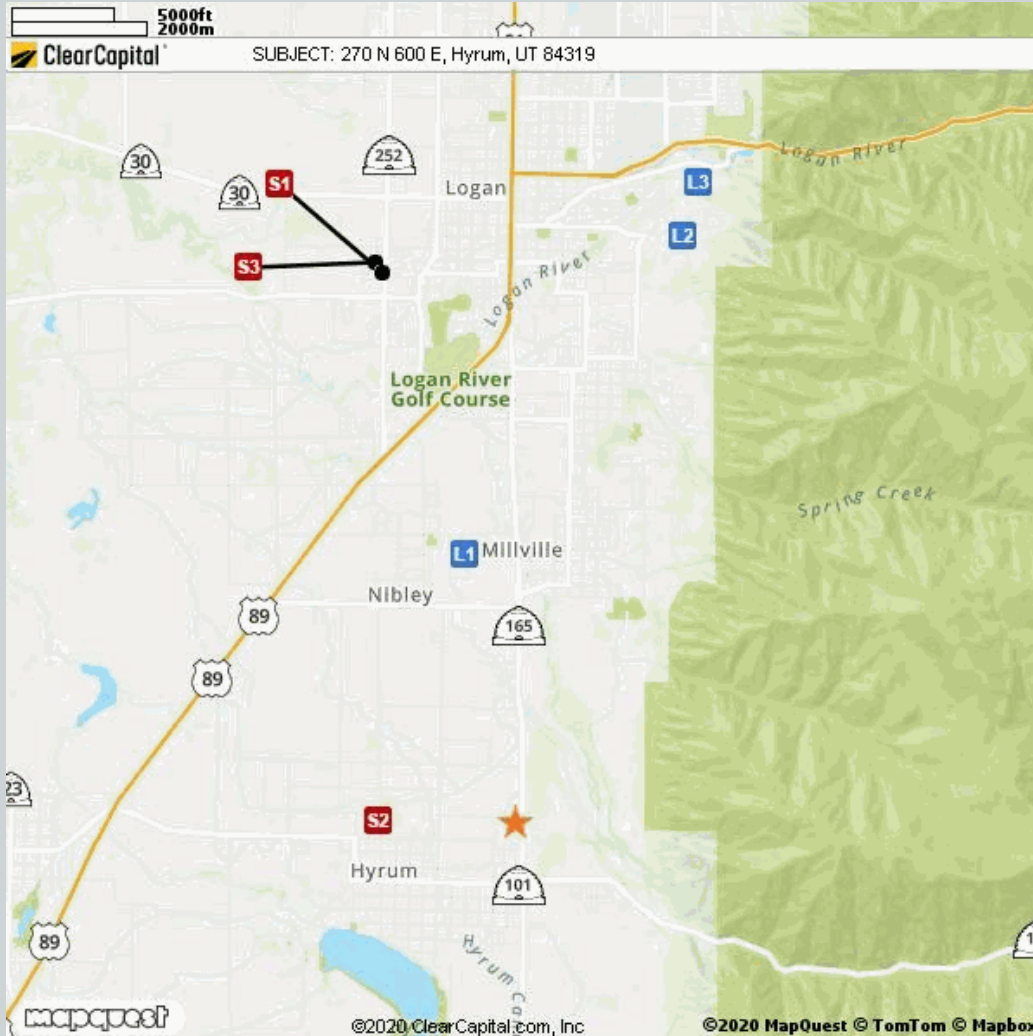 5000ft
2000m
ClearCapital
SUBJECT: 270 N 600 E, Hyrum, UT 84319
30
252
30
S1
Logan
Logan River
L3
L2
S3
Logan River
Logan River
Golf Course
Spring Creek
L1
Millville
Nibley
89
165
89
23
S2
Hyrum
101
89
mapquest
©2020 ClearCapital.com, Inc
©2020 MapQuest © TomTom © Mapbox